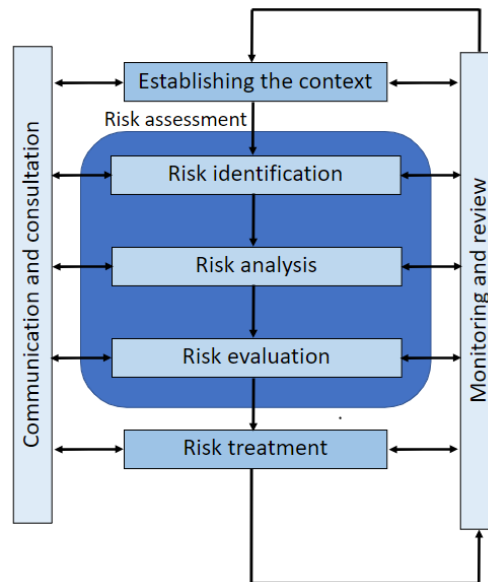 Establishing the context
Risk assessment
Risk identification
Risk analysis
Risk evaluation
Risk treatment
Communication and consultation
Monitoring and review